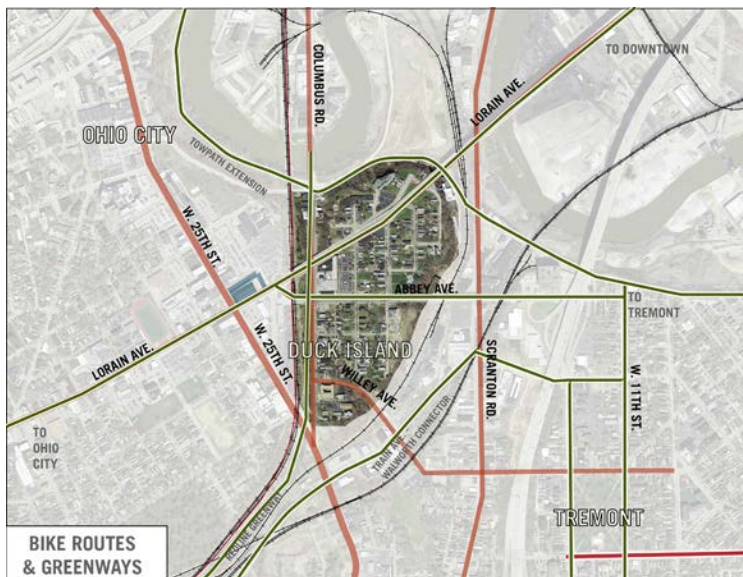 TO DOWNTOWN
COLUMBUS RD.
LORAIN AVE.
OHIO CITY
TOWPATH EXTENSION
W. 25TH ST.
ABBEY AVE.
TO
TREMONT
LORAIN AVE.
W. 25TH ST.
DUCK ISLAND
WILLEY AVE.
SCRANTON RD.
W. 11TH ST.
TO
OHIO
CITY
TRAIN AVE. -
WALWORTH CONNECTOR
REDLINE GREENWAY
TREMONT
BIKE ROUTES
& GREENWAYS